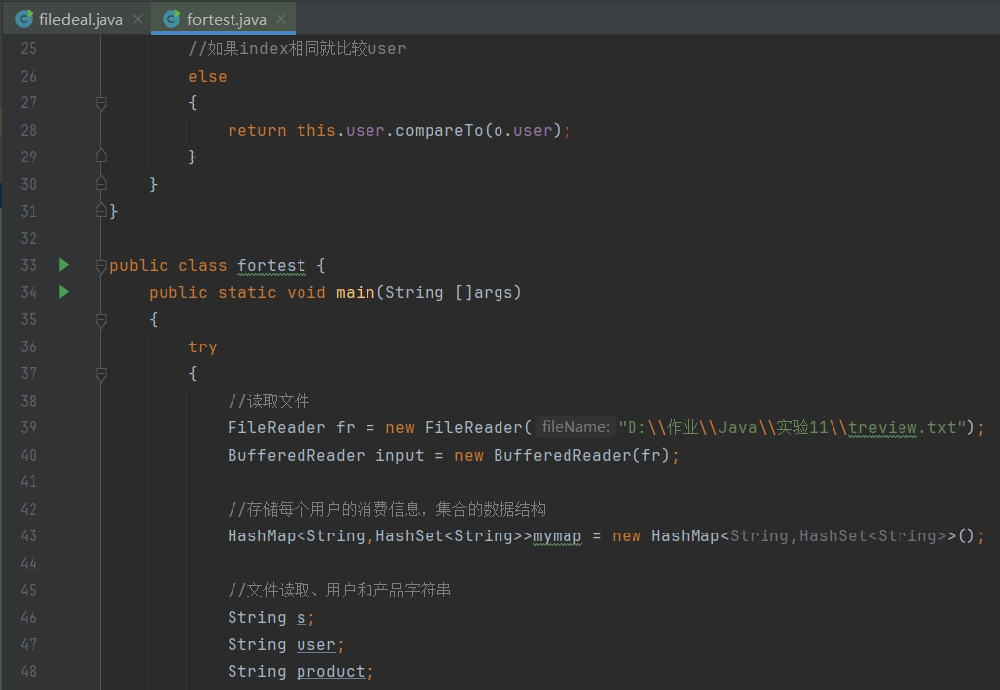 filedeal.java fortest.java
25 //如果index相同就比较user
26 else
27 {
28 return this.user.compareTo(o.user);
29 }
30 }
31 }
32
33 public class fortest {
34 public static void main(String []args)
35 {
36 try
37 {
38 //读取文件
39 FileReader fr = new FileReader( fileName: "D:\\作业\\Java\\实验11\\treview.txt");
40 BufferedReader input = new BufferedReader(fr);
41
42 //存储每个用户的消费信息，集合的数据结构
43 HashMap<String,HashSet<String>>mymap = new HashMap<String,HashSet<String>>();
44
45 //文件读取、用户和产品字符串
46 String s;
47 String user;
48 String product;